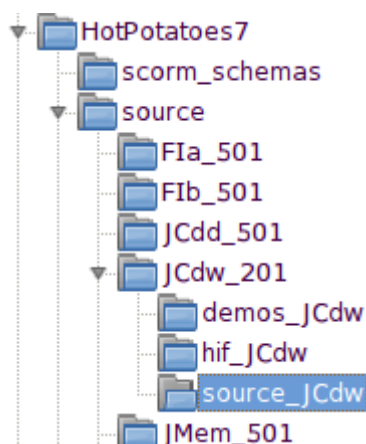 HotPotatoes7
scorm_schemas
source
FIa_501
FIb_501
JCdd_501
JCdw_201
demos_JCdw
hif_JCdw
source_JCdw
JMem_501